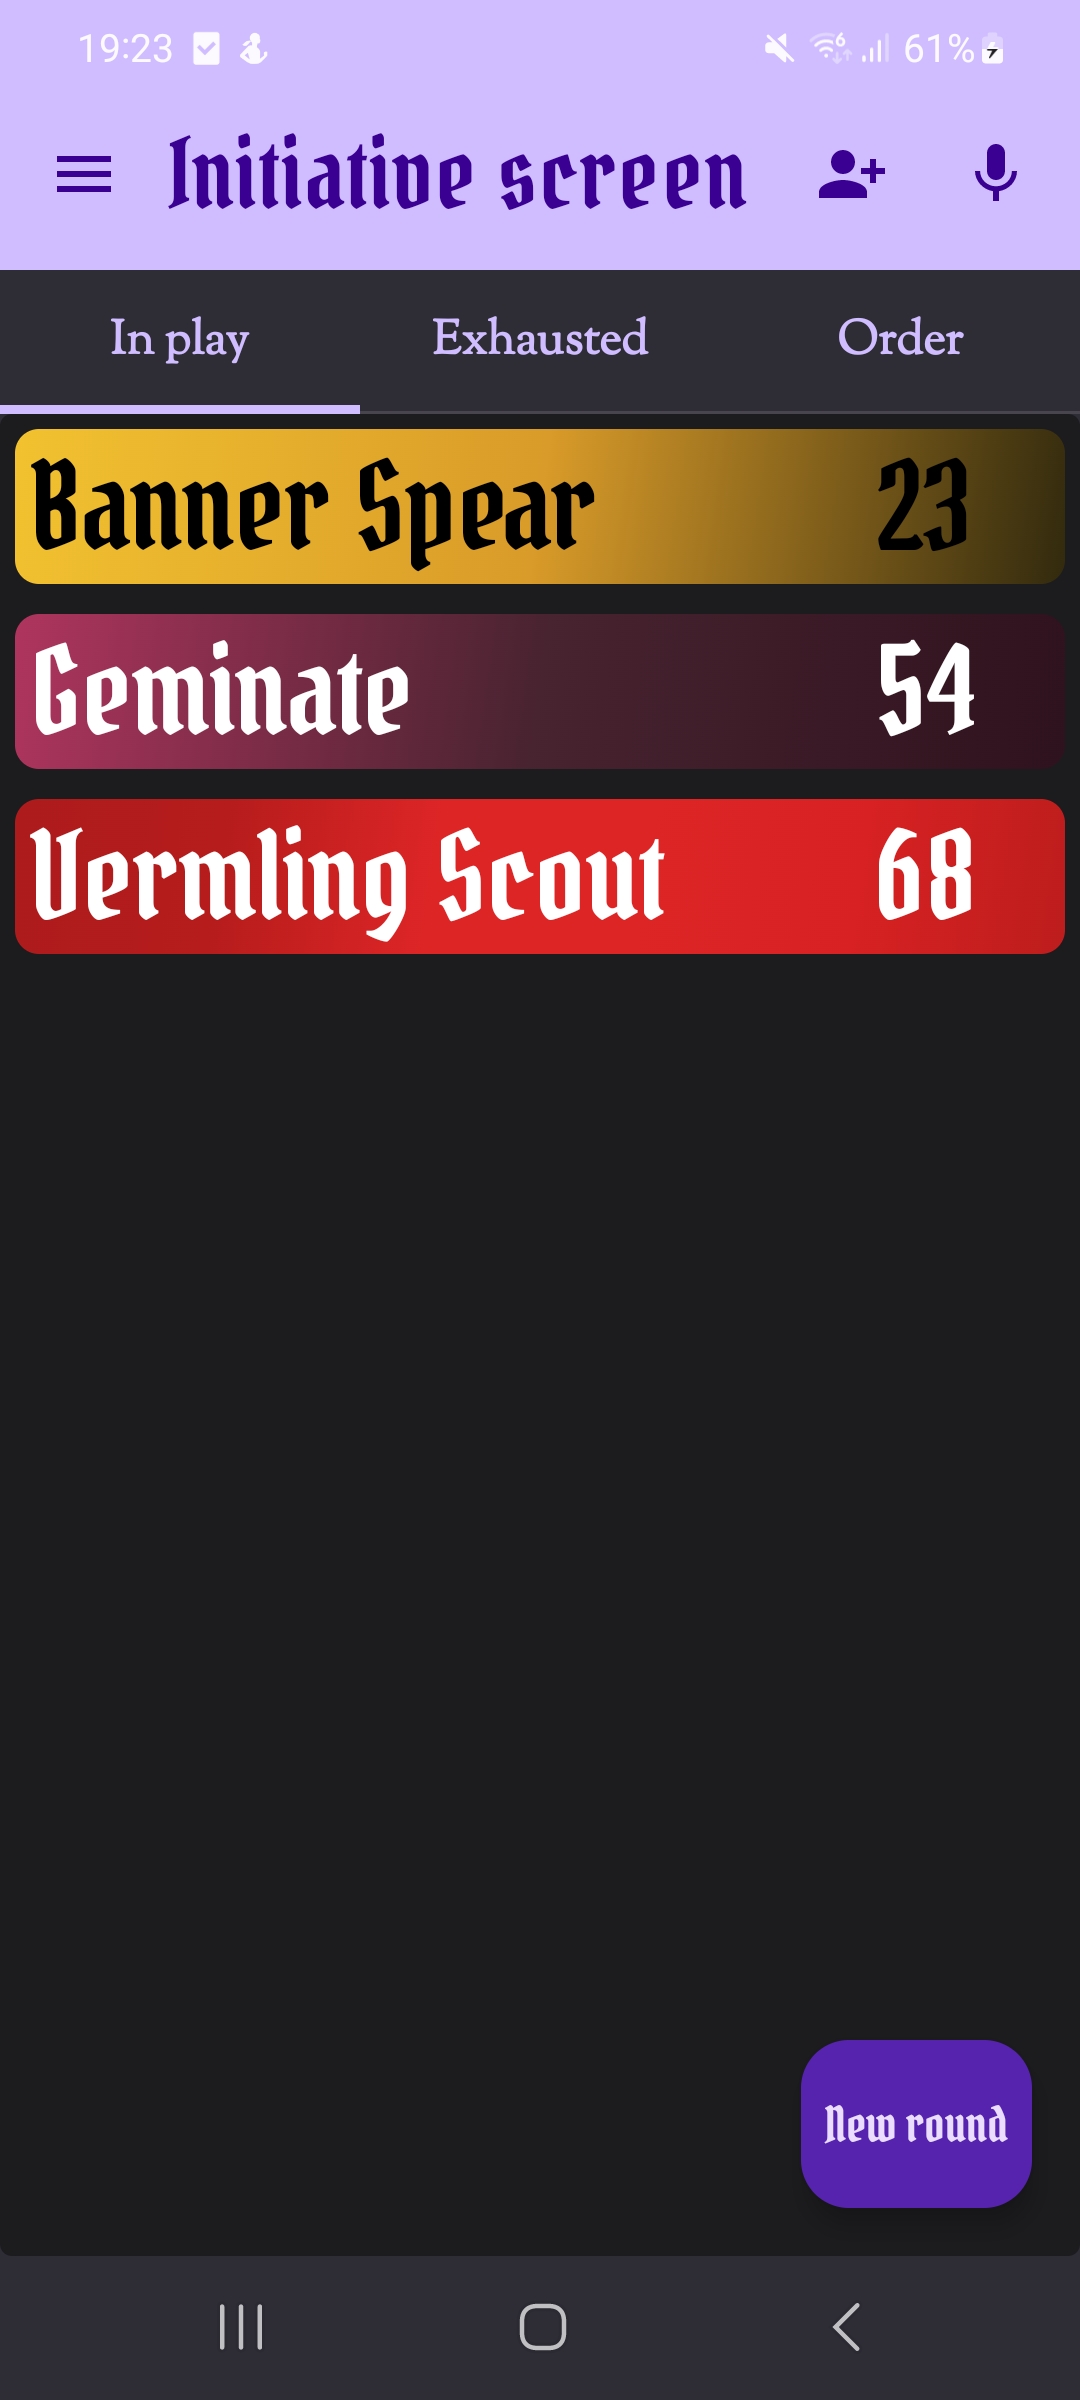 19:23 61%
Initiative screen
In play Exhausted Order
Banner Spear 23
Geminate 54
Vermling Scout 68
New round